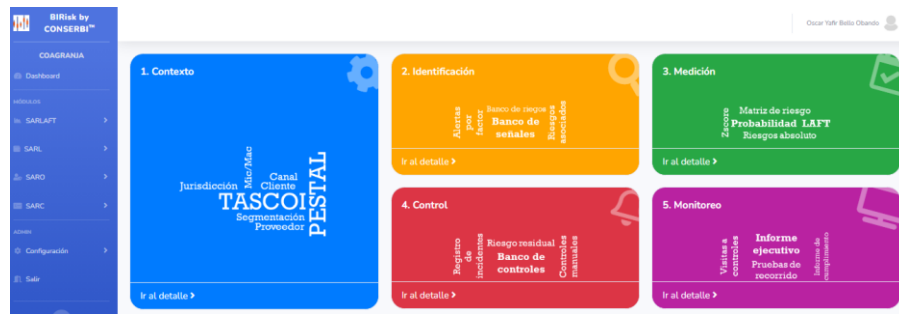 BIRisk by
CONSERBI™
Oscar Yafir Bello Obando
COAGRANJA
Dashboard
MÓDULOS
SARLAFT
SARL
SARO
SARC
ADMIN
Configuración
Salir
1. Contexto
Jurisdicción
Mic/Mac
Canal
Cliente
TASCOI
PESTAL
Segmentación
Proveedor
Ir al detalle
2. Identificación
Alertas
por
factor
Banco de riegos
Banco de
señales
Riesgos
asociados
Ir al detalle
3. Medición
Zscore
Matriz de riesgo
Probabilidad LAFT
Riesgos absoluto
Ir al detalle
4. Control
Registro
de
incidentes
Riesgo residual
Banco de
controles
Controles
manuales
Ir al detalle
5. Monitoreo
Visitas a
controles
Informe
ejecutivo
Pruebas de
recorrido
Informe de
cumplimiento
Ir al detalle